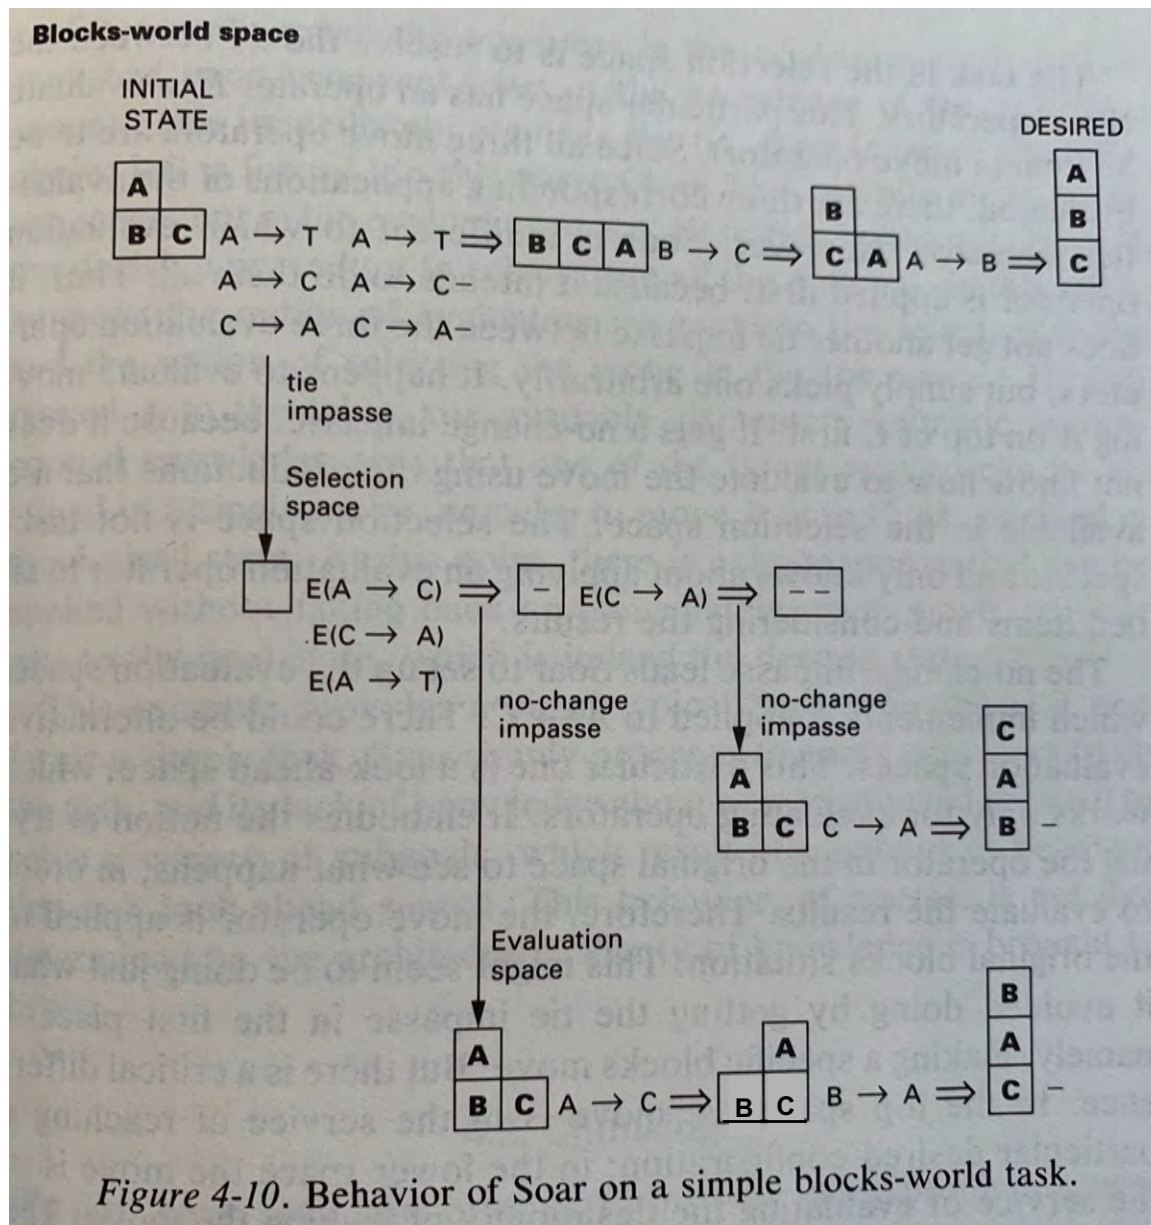 Blocks-world space
INITIAL
STATE
DESIRED
A
B C A → T A → T ⇒ B C A B → C ⇒ B
C A A → B ⇒ A
B
C
A → C A → C –
C → A C → A –
tie
impasse
Selection
space
E(A → C) ⇒ – E(C → A) ⇒ – –
.E(C → A)
E(A → T)
no-change
impasse
no-change
impasse
A
B C C → A ⇒ C
A
B –
Evaluation
space
A
B C A → C ⇒ A
B C B → A ⇒ B
A
C –
Figure 4-10. Behavior of Soar on a simple blocks-world task.